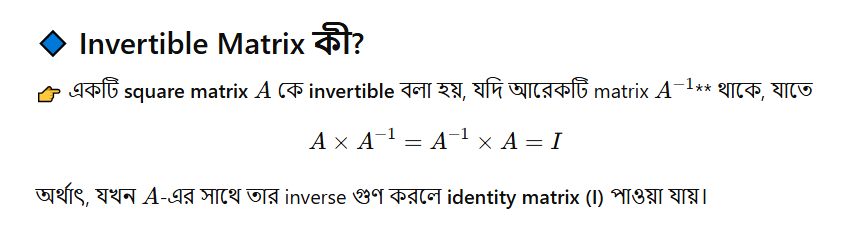 🔷 Invertible Matrix কী?
👉 একটি square matrix A কে invertible বলা হয়, যদি আরেকটি matrix A⁻¹** থাকে, যাতে
A × A⁻¹ = A⁻¹ × A = I
অর্থাৎ, যখন A-এর সাথে তার inverse গুণ করলে identity matrix (I) পাওয়া যায়।